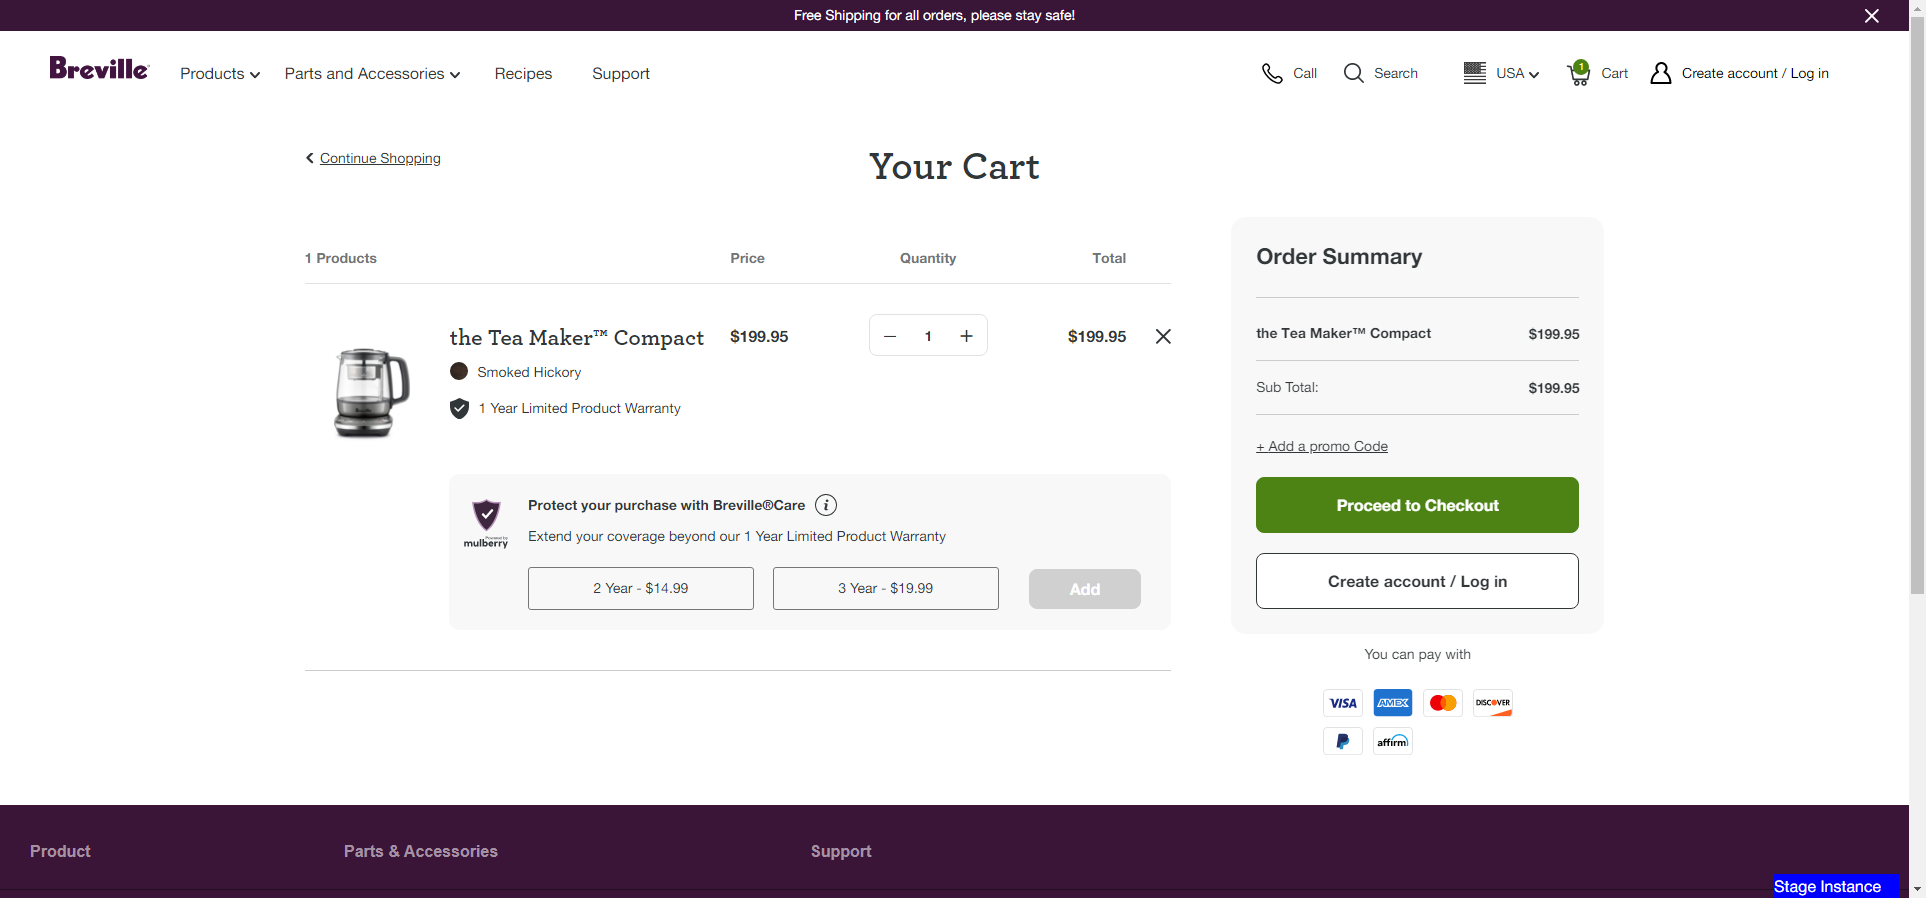 Free Shipping for all orders, please stay safe!
Breville
Products
Parts and Accessories
Recipes
Support
Call
Search
USA
1
Cart
Create account / Log in
Continue Shopping
Your Cart
1 Products
Price
Quantity
Total
the Tea Maker™ Compact
$199.95
1
$199.95
Smoked Hickory
1 Year Limited Product Warranty
Breville
Protect your purchase with Breville®Care
Extend your coverage beyond our 1 Year Limited Product Warranty
Powered by
mulberry
2 Year - $14.99
3 Year - $19.99
Add
Order Summary
the Tea Maker™ Compact
$199.95
Sub Total:
$199.95
+ Add a promo Code
Proceed to Checkout
Create account / Log in
You can pay with
VISA
AMEX
DISCOVER
affirm
Product
Parts & Accessories
Support
Stage Instance